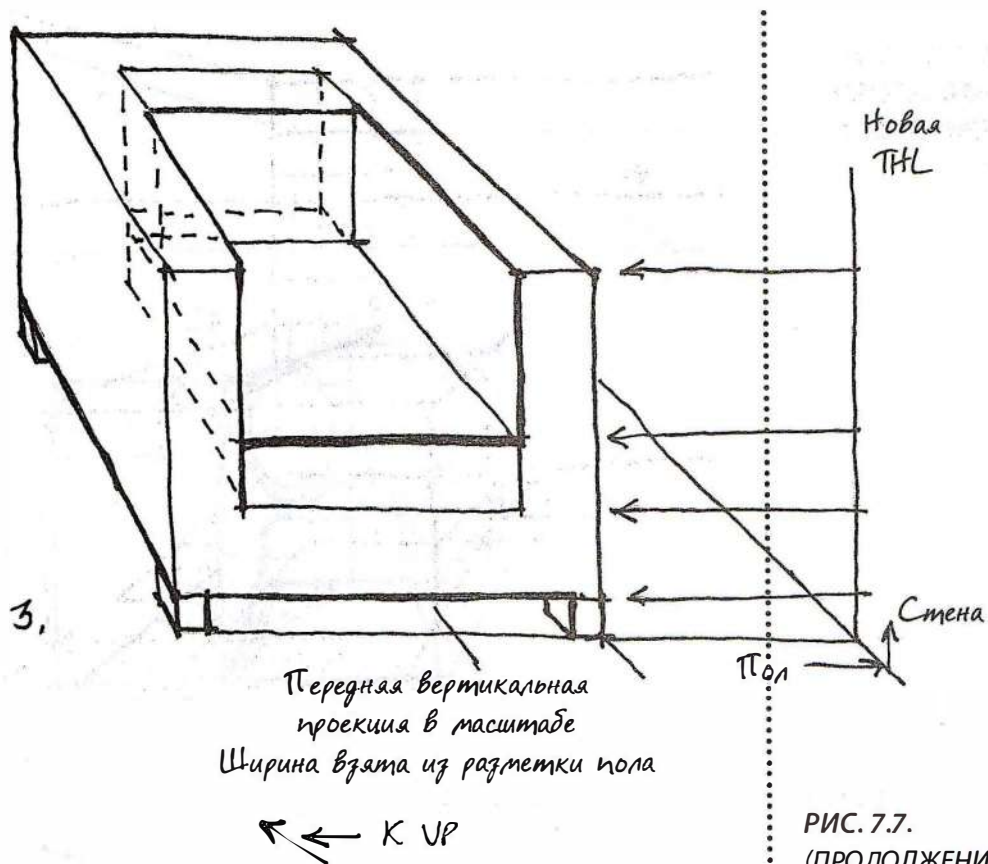 Новая
THL
3.
Стена
Пол
Передняя вертикальная
проекция в масштабе
Ширина взята из разметки пола
К VP
РИС. 7.7.
(ПРОДОЛЖЕНИ